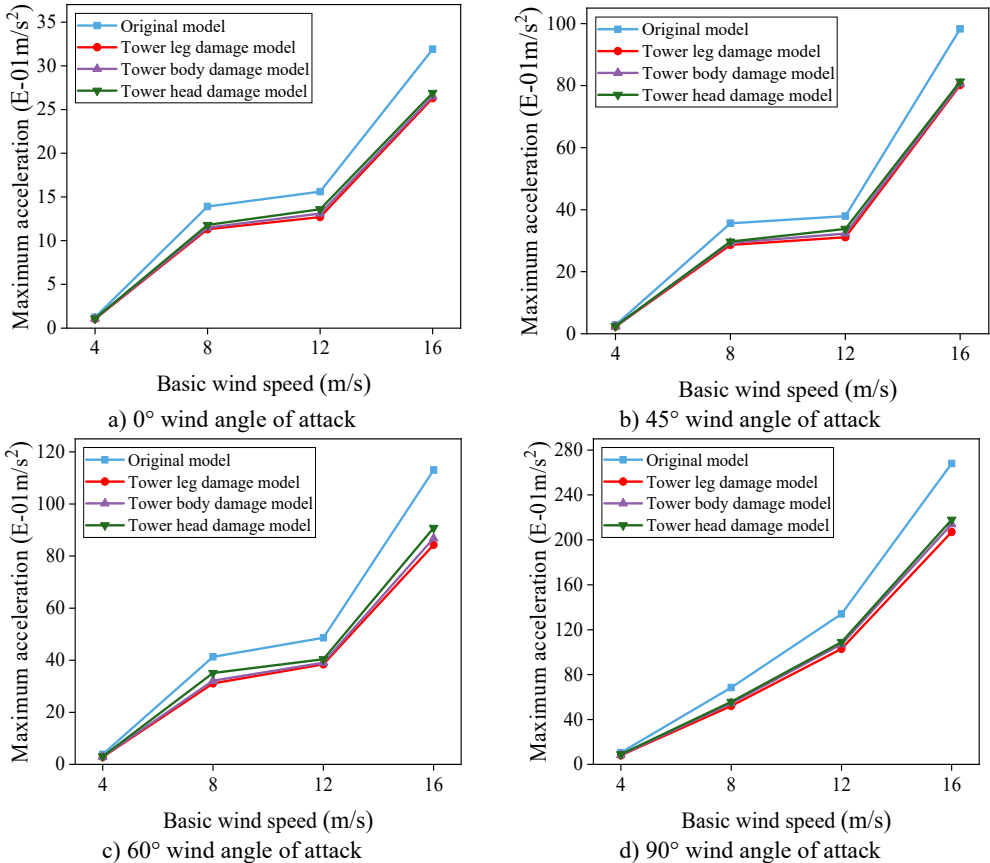 Maximum acceleration (E-01m/s²)
35
30
25
20
15
10
5
0
Original model
Tower leg damage model
Tower body damage model
Tower head damage model
4 8 12 16
Basic wind speed (m/s)
a) 0° wind angle of attack
Maximum acceleration (E-01m/s²)
100
80
60
40
20
0
Original model
Tower leg damage model
Tower body damage model
Tower head damage model
4 8 12 16
Basic wind speed (m/s)
b) 45° wind angle of attack
Maximum acceleration (E-01m/s²)
120
100
80
60
40
20
0
Original model
Tower leg damage model
Tower body damage model
Tower head damage model
4 8 12 16
Basic wind speed (m/s)
c) 60° wind angle of attack
Maximum acceleration (E-01m/s²)
280
240
200
160
120
80
40
0
Original model
Tower leg damage model
Tower body damage model
Tower head damage model
4 8 12 16
Basic wind speed (m/s)
d) 90° wind angle of attack